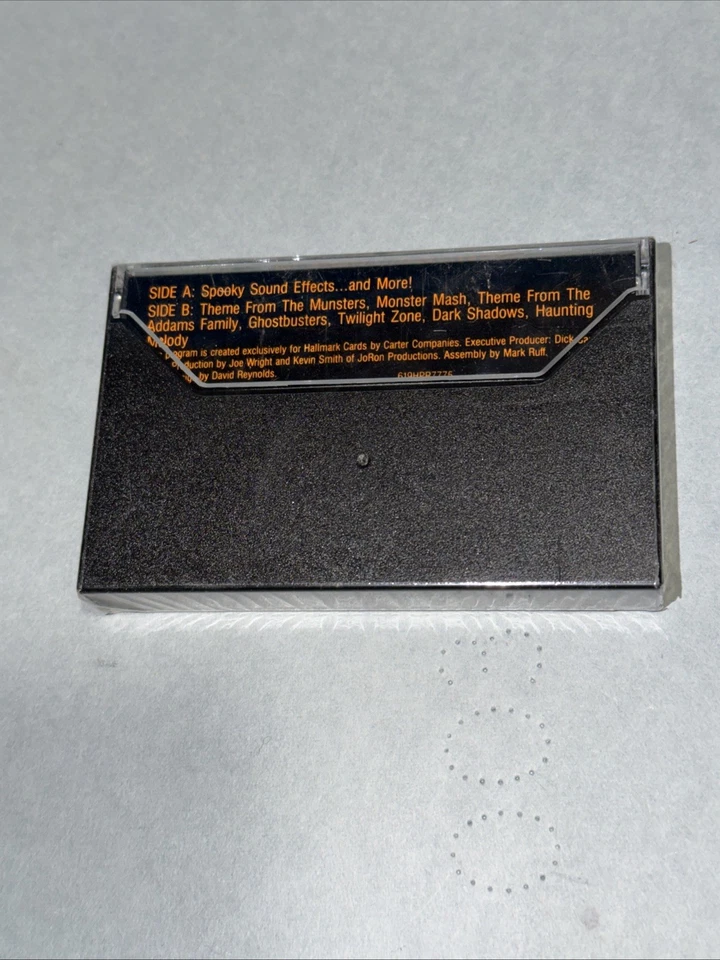 SIDE A: Spooky Sound Effects...and More!
SIDE B: Theme From The Munsters, Monster Mash, Theme From The
Addams Family, Ghostbusters, Twilight Zone, Dark Shadows, Haunting
Melody
program is created exclusively for Hallmark Cards by Carter Companies. Executive Producer: Dick
by Joe Wright and Kevin Smith of JoRon Productions. Assembly by Mark Ruff,
by David Reynolds.